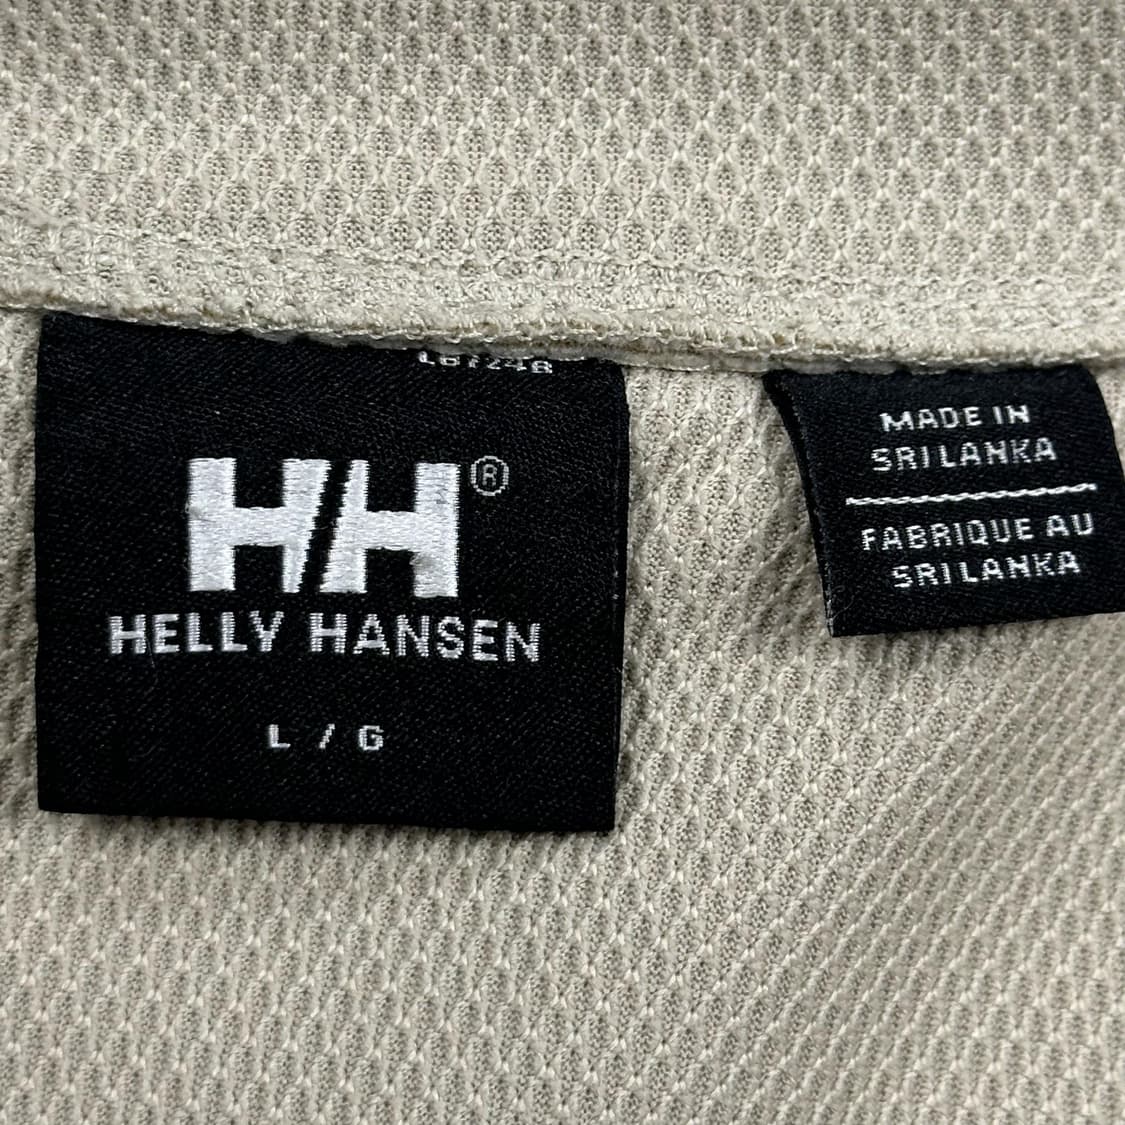 HH®
HELLY HANSEN
L / G
MADE IN
SRI LANKA
FABRIQUE AU
SRI LANKA